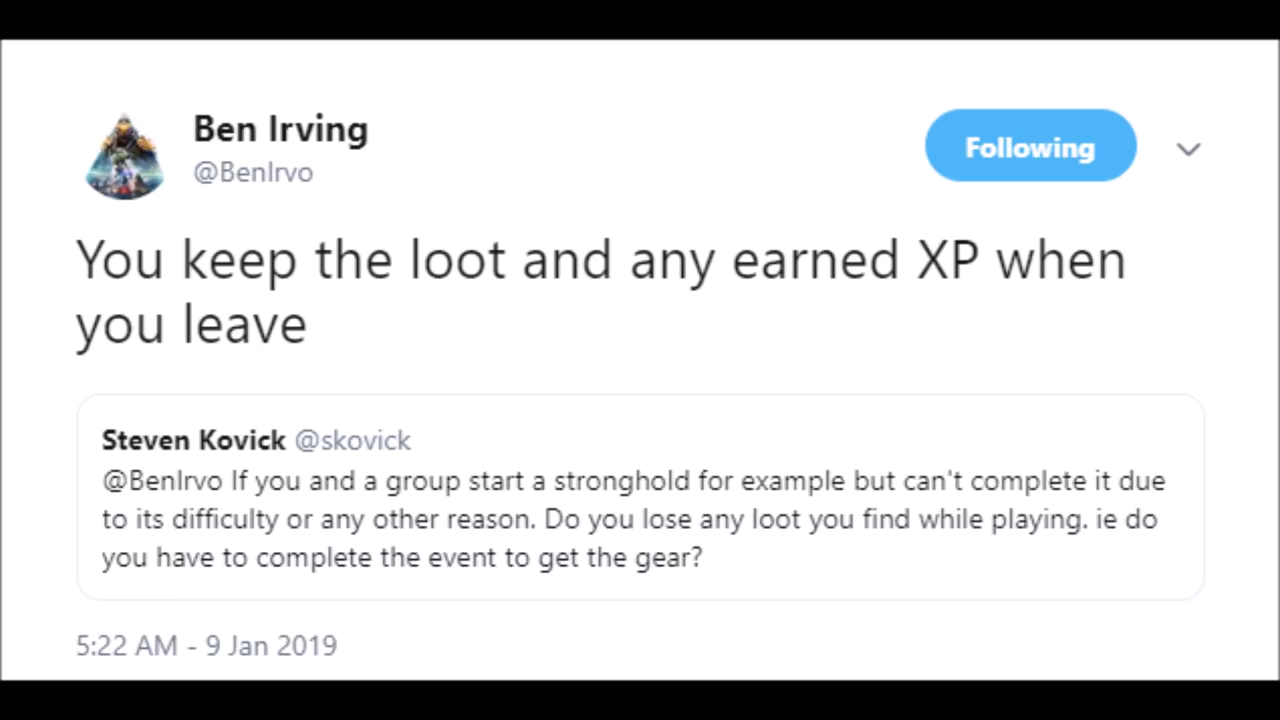 Ben Irving
@BenIrvo
Following
You keep the loot and any earned XP when
you leave
Steven Kovick @skovick
@BenIrvo If you and a group start a stronghold for example but can't complete it due
to its difficulty or any other reason. Do you lose any loot you find while playing. ie do
you have to complete the event to get the gear?
5:22 AM - 9 Jan 2019